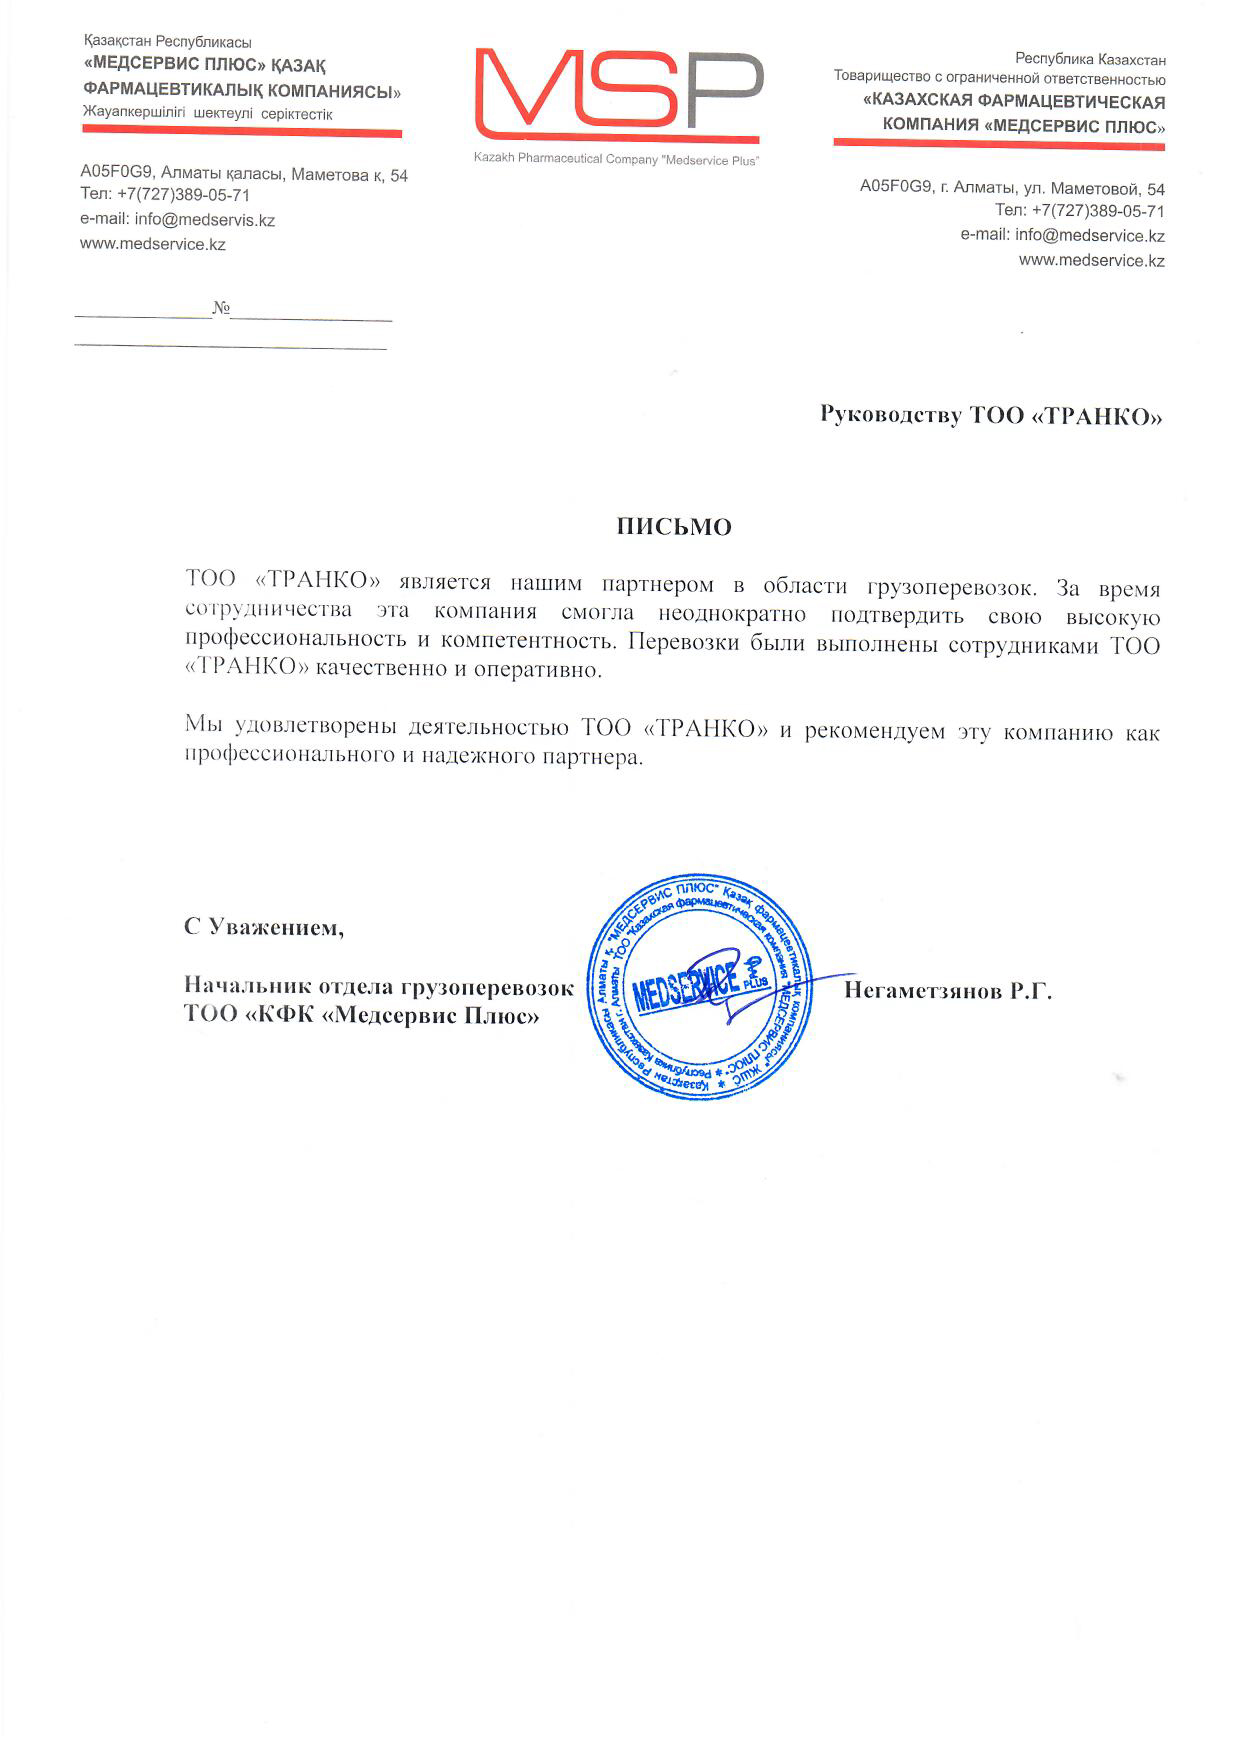 Қазақстан Республикасы
«МЕДСЕРВИС ПЛЮС» ҚАЗАҚ
ФАРМАЦЕВТИКАЛЫҚ КОМПАНИЯСЫ»
Жауапкершілігі шектеулі серіктестік
A05F0G9, Алматы қаласы, Маметова к, 54
Тел: +7(727)389-05-71
e-mail: info@medservis.kz
www.medservice.kz
MSP
Kazakh Pharmaceutical Company "Medservice Plus"
Республика Казахстан
Товарищество с ограниченной ответственностью
«КАЗАХСКАЯ ФАРМАЦЕВТИЧЕСКАЯ
КОМПАНИЯ «МЕДСЕРВИС ПЛЮС»
A05F0G9, г. Алматы, ул. Маметовой, 54
Тел: +7(727)389-05-71
e-mail: info@medservice.kz
www.medservice.kz
____________№______________
______________________________
Руководству ТОО «ТРАНКО»
ПИСЬМО
ТОО «ТРАНКО» является нашим партнером в области грузоперевозок. За время
сотрудничества эта компания смогла неоднократно подтвердить свою высокую
профессиональность и компетентность. Перевозки были выполнены сотрудниками ТОО
«ТРАНКО» качественно и оперативно.
Мы удовлетворены деятельностью ТОО «ТРАНКО» и рекомендуем эту компанию как
профессионального и надежного партнера.
С Уважением,
Начальник отдела грузоперевозок Негаметзянов Р.Г.
ТОО «КФК «Медсервис Плюс»
Қазақстан Республикасы Алматы қ. "МЕДСЕРВИС ПЛЮС" Қазақ фармацевтикалық компаниясы" ЖШС *
Республика Казахстан г. Алматы ТОО "Казахская фармацевтическая компания "МЕДСЕРВИС ПЛЮС" *
MEDSERVICE
PLUS